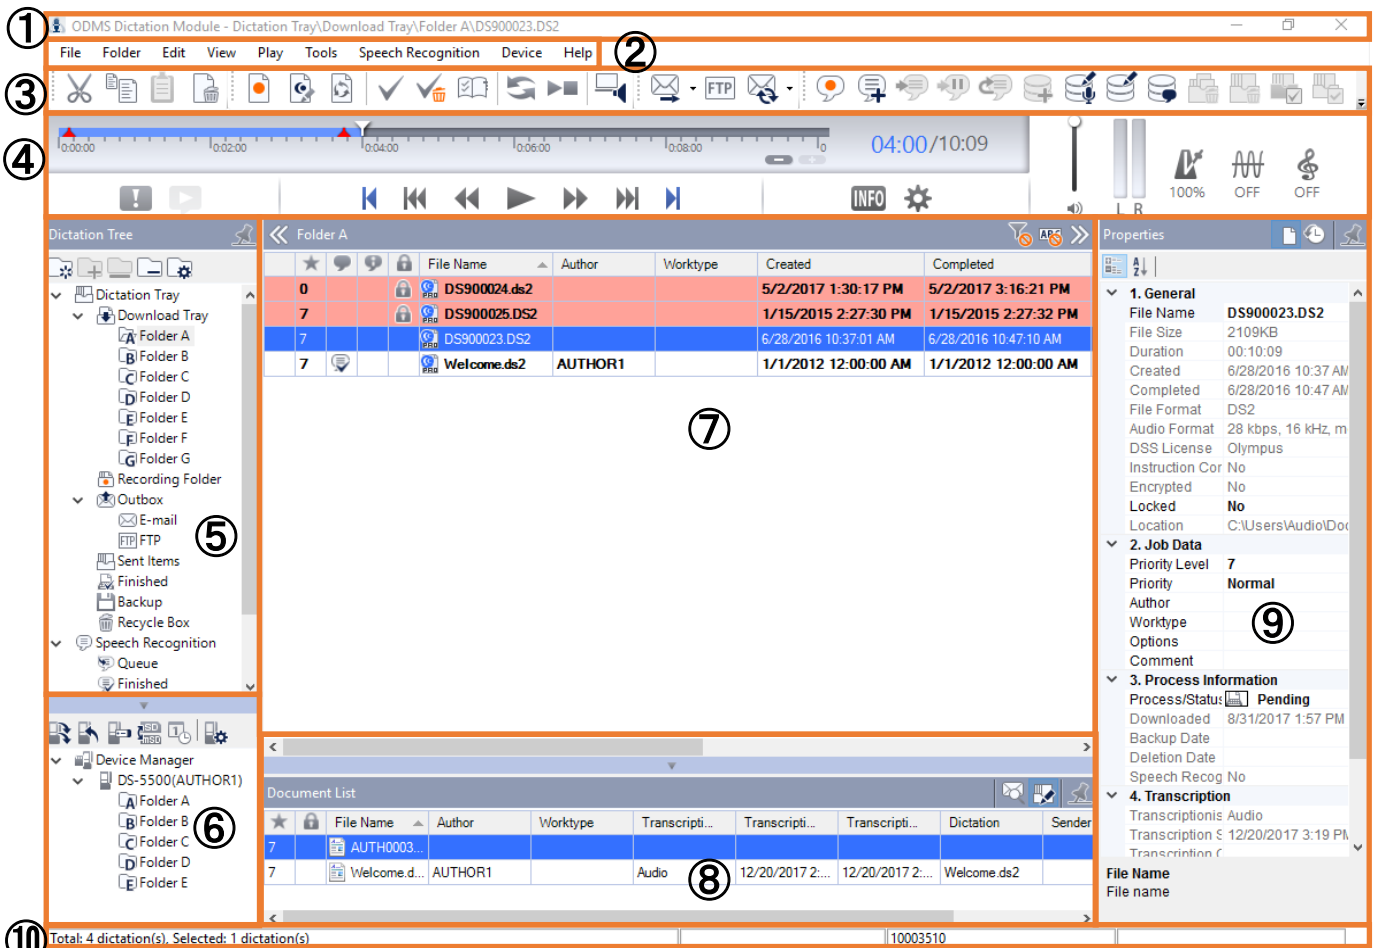 ① ODMS Dictation Module - Dictation Tray\Download Tray\Folder A\DS900023.DS2
File Folder Edit View Play Tools Speech Recognition Device Help ②
③ FTP
④ 0:00:00 0:02:00 0:04:00 0:06:00 0:08:00 0 04:00/10:09
100% OFF OFF
INFO
L R
Dictation Tree
Dictation Tray
Download Tray
Folder A
Folder B
Folder C
Folder D
Folder E
Folder F
Folder G
Recording Folder
Outbox
E-mail
FTP FTP
⑤
Sent Items
Finished
Backup
Recycle Box
Speech Recognition
Queue
Finished
Device Manager
DS-5500(AUTHOR1)
Folder A
Folder B
Folder C
Folder D
Folder E
⑥
Folder A
File Name Author Worktype Created Completed
0 DS900024.ds2 5/2/2017 1:30:17 PM 5/2/2017 3:16:21 PM
7 DS900025.DS2 1/15/2015 2:27:30 PM 1/15/2015 2:27:32 PM
7 DS900023.DS2 6/28/2016 10:37:01 AM 6/28/2016 10:47:10 AM
7 Welcome.ds2 AUTHOR1 1/1/2012 12:00:00 AM 1/1/2012 12:00:00 AM
⑦
Document List
File Name Author Worktype Transcripti... Transcripti... Transcripti... Dictation Sender
7 AUTH0003...
7 Welcome.d... AUTHOR1 Audio 12/20/2017 2:... 12/20/2017 2:... Welcome.ds2
⑧
Properties
1. General
File Name DS900023.DS2
File Size 2109KB
Duration 00:10:09
Created 6/28/2016 10:37 AM
Completed 6/28/2016 10:47 AM
File Format DS2
Audio Format 28 kbps, 16 kHz, m
DSS License Olympus
Instruction Cor No
Encrypted No
Locked No
Location C:\Users\Audio\Doc
2. Job Data
Priority Level 7
Priority Normal
Author
Worktype
Options
Comment
⑨
3. Process Information
Process/Status Pending
Downloaded 8/31/2017 1:57 PM
Backup Date
Deletion Date
Speech Recog No
4. Transcription
Transcriptionis Audio
Transcription S 12/20/2017 3:19 PM
Transcription C
File Name
File name
⑩ Total: 4 dictation(s), Selected: 1 dictation(s) 10003510